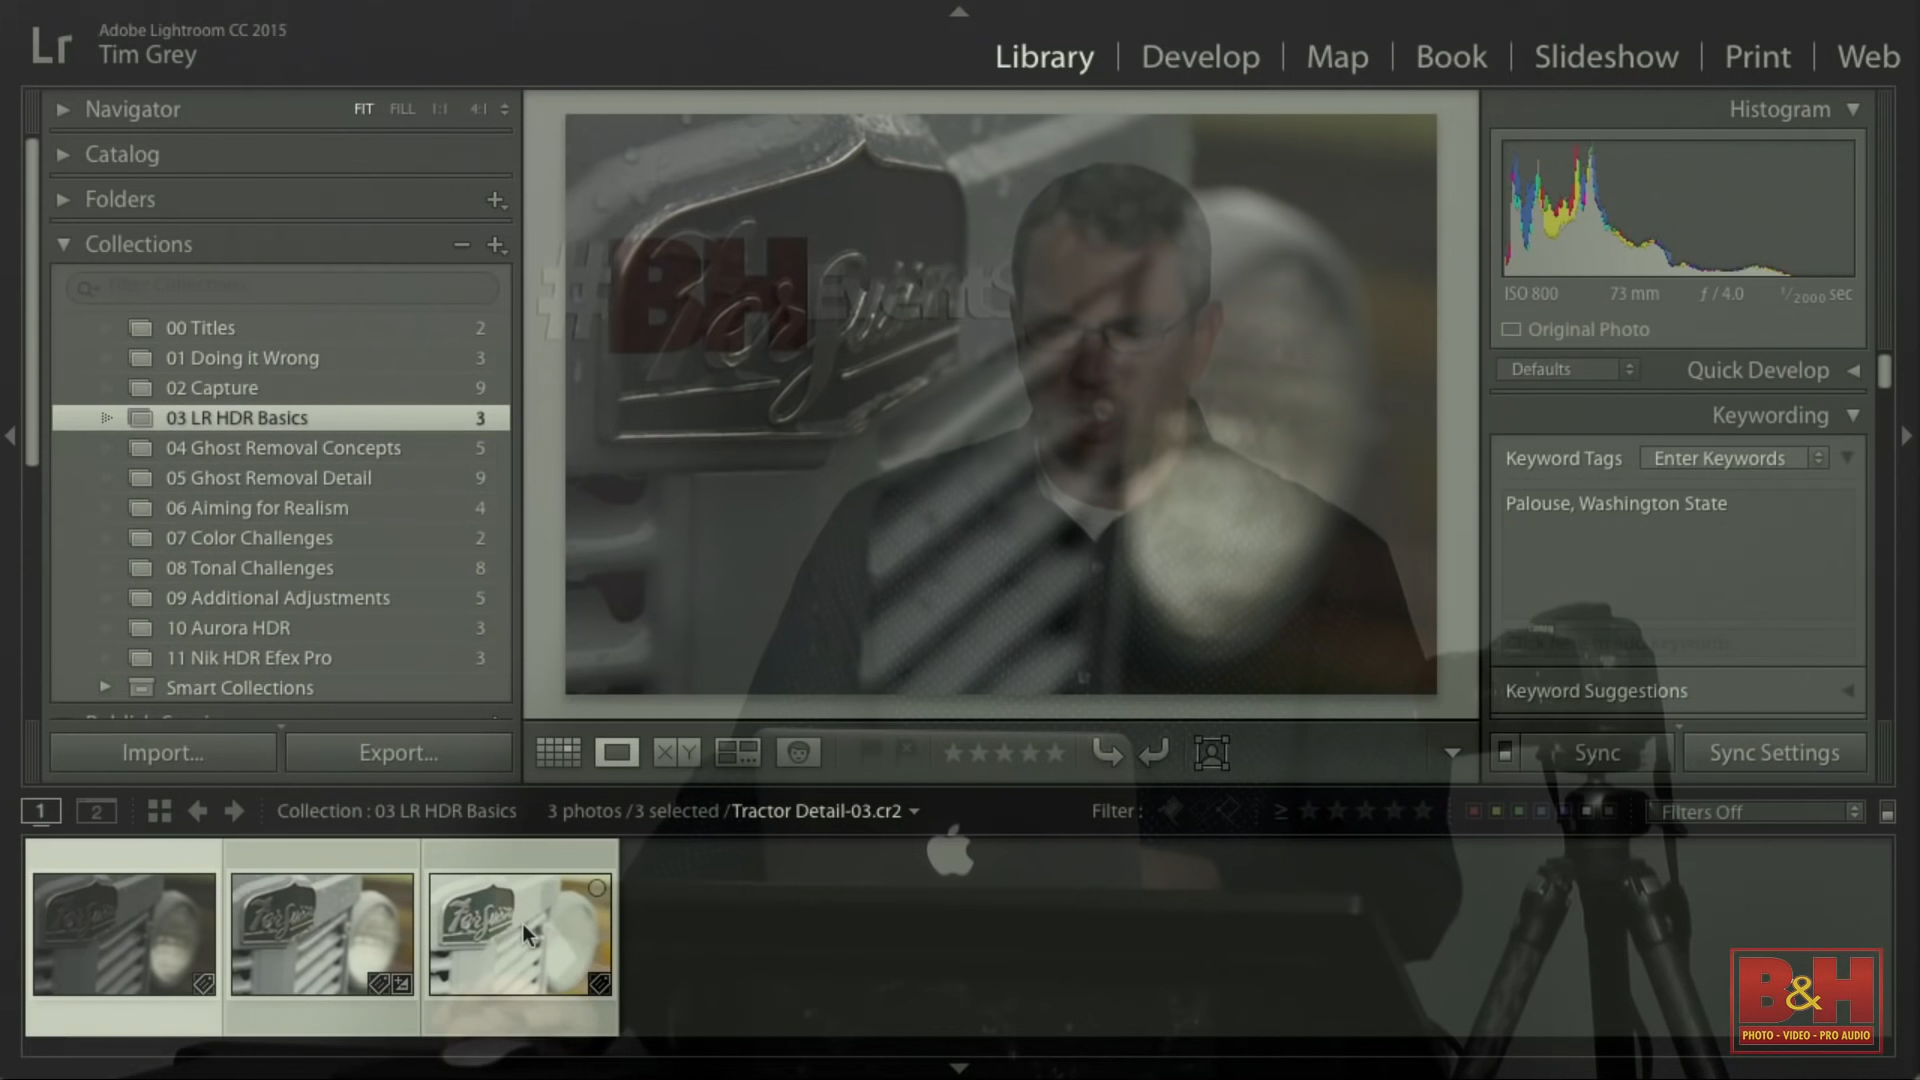 Lr
Adobe Lightroom CC 2015
Tim Grey
Library | Develop | Map | Book | Slideshow | Print | Web
Navigator FIT FILL 1:1 4:1
Catalog
Folders
Collections
Filter Collections
00 Titles 2
01 Doing it Wrong 3
02 Capture 9
03 LR HDR Basics 3
04 Ghost Removal Concepts 5
05 Ghost Removal Detail 9
06 Aiming for Realism 4
07 Color Challenges 2
08 Tonal Challenges 8
09 Additional Adjustments 5
10 Aurora HDR 3
11 Nik HDR Efex Pro 3
Smart Collections
Import... Export...
#BHEvents
Histogram
ISO 800 73 mm ƒ / 4.0 1/2000 sec
Original Photo
Defaults Quick Develop
Keywording
Keyword Tags Enter Keywords
Palouse, Washington State
Keyword Suggestions
Sync Sync Settings
XY
1 2 Collection : 03 LR HDR Basics 3 photos / 3 selected / Tractor Detail-03.cr2 Filter : ≥ Filters Off
B&H
PHOTO - VIDEO - PRO AUDIO